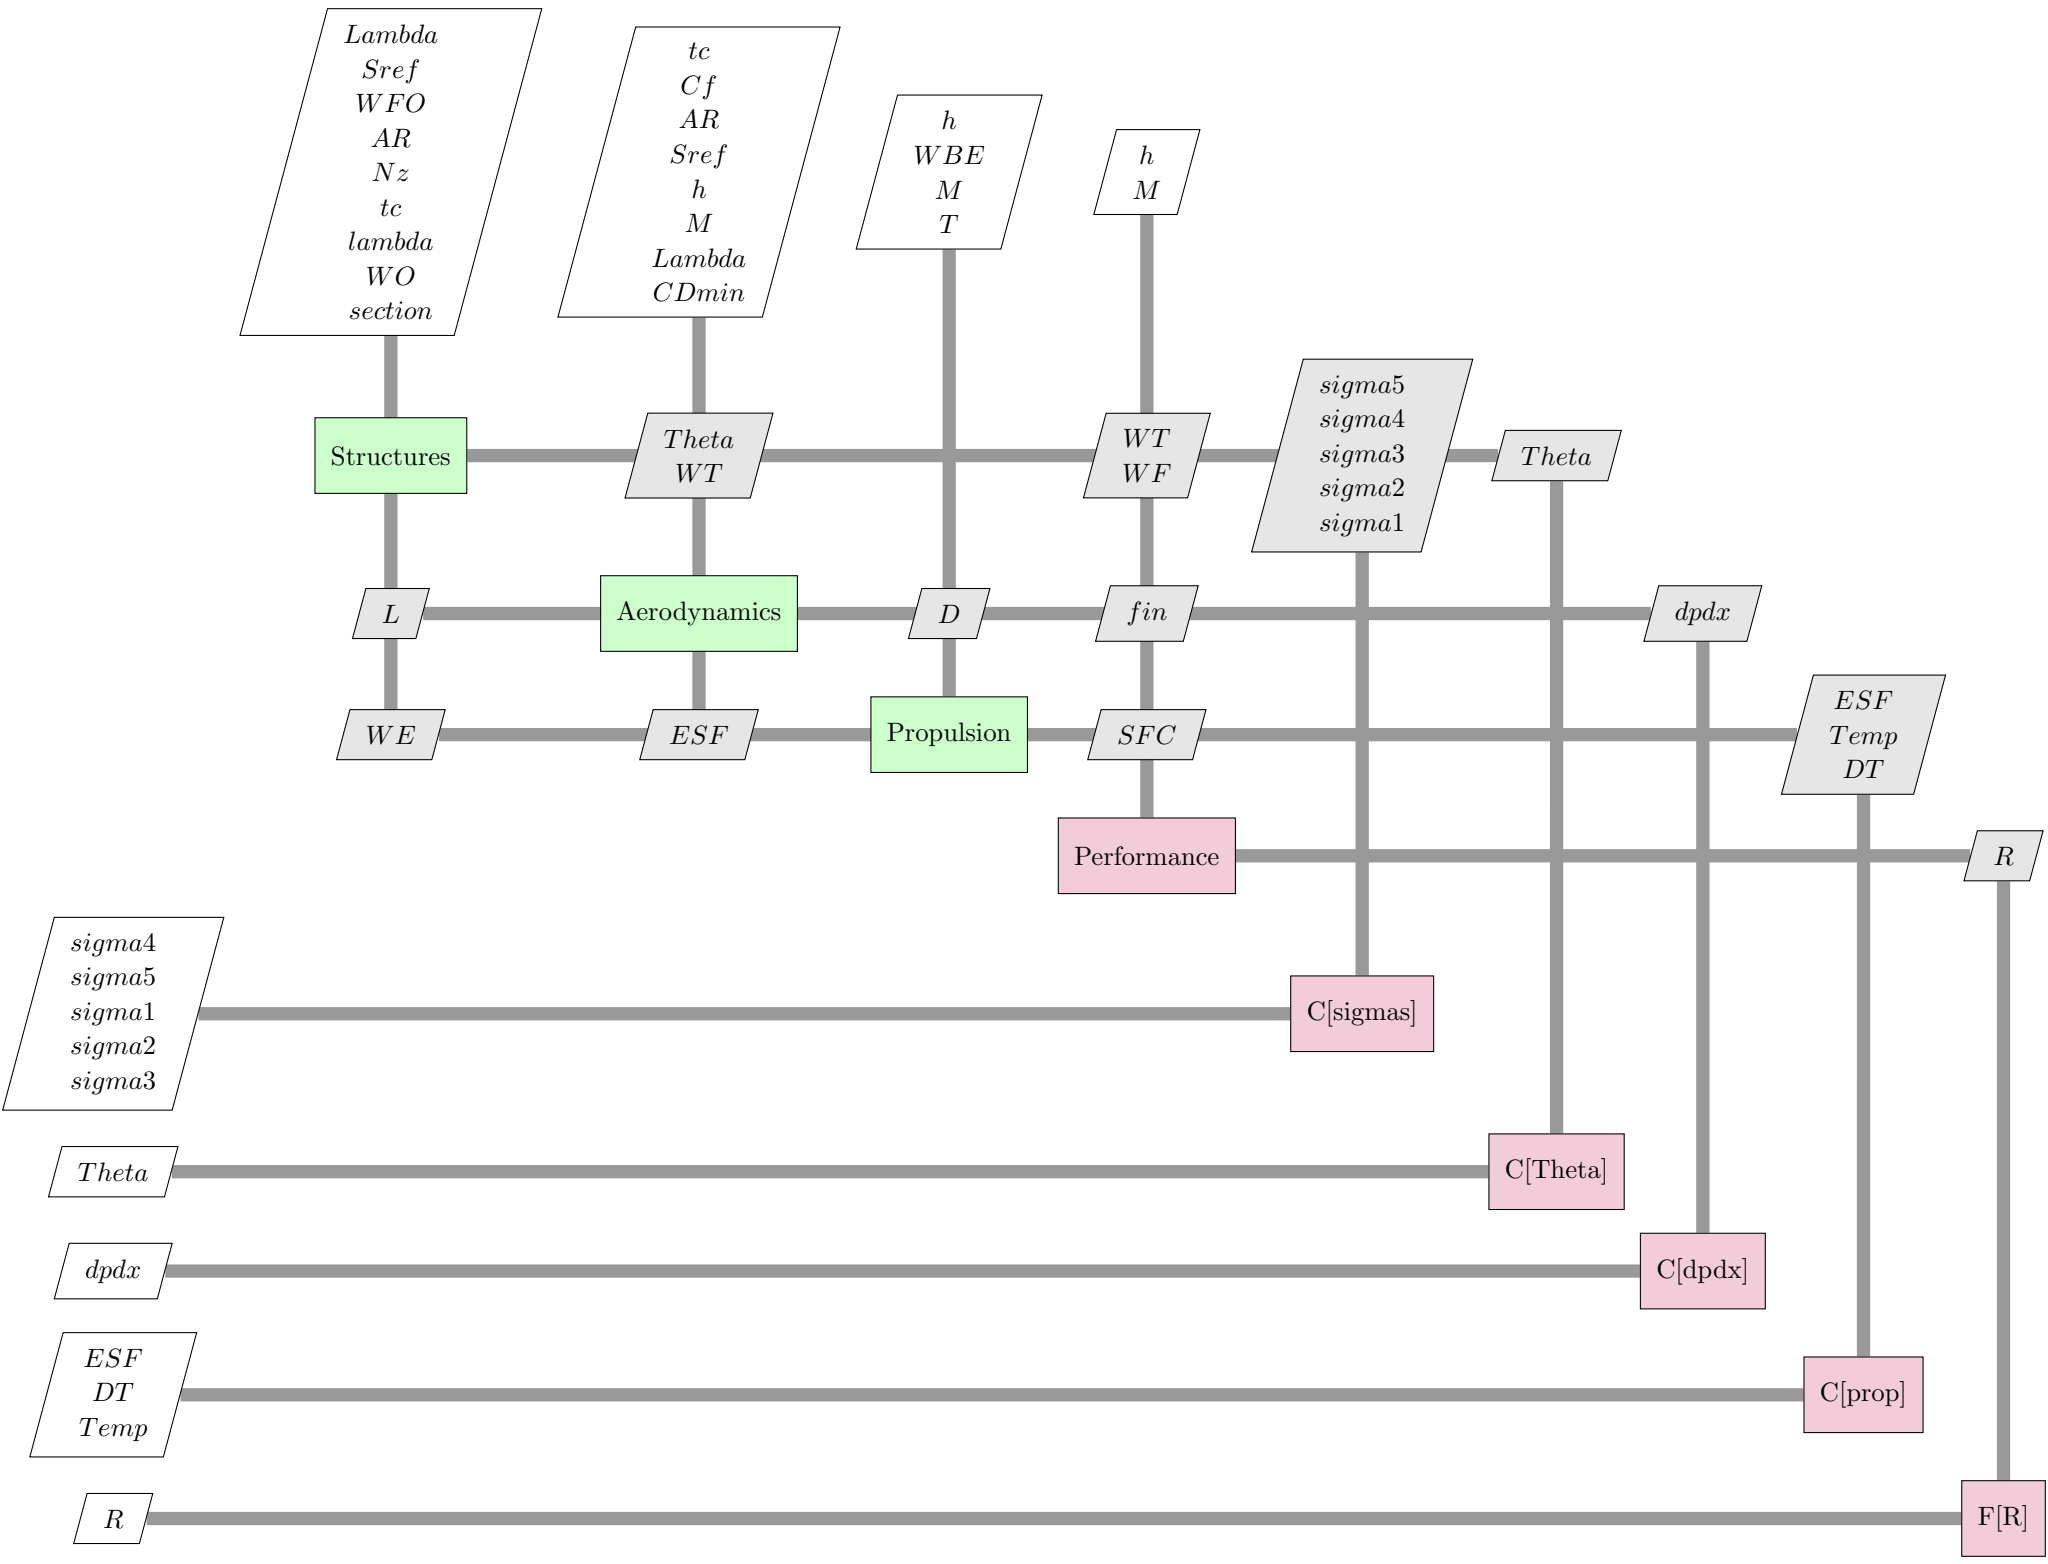 Lambda
Sref
WFO
AR
Nz
tc
lambda
WO
section
tc
Cf
AR
Sref
h
M
Lambda
CDmin
h
WBE
M
T
h
M
Structures
Theta
WT
WT
WF
sigma5
sigma4
sigma3
sigma2
sigma1
Theta
L
Aerodynamics
D
fin
dpdx
WE
ESF
Propulsion
SFC
ESF
Temp
DT
Performance
R
sigma4
sigma5
sigma1
sigma2
sigma3
C[sigmas]
Theta
C[Theta]
dpdx
C[dpdx]
ESF
DT
Temp
C[prop]
R
F[R]